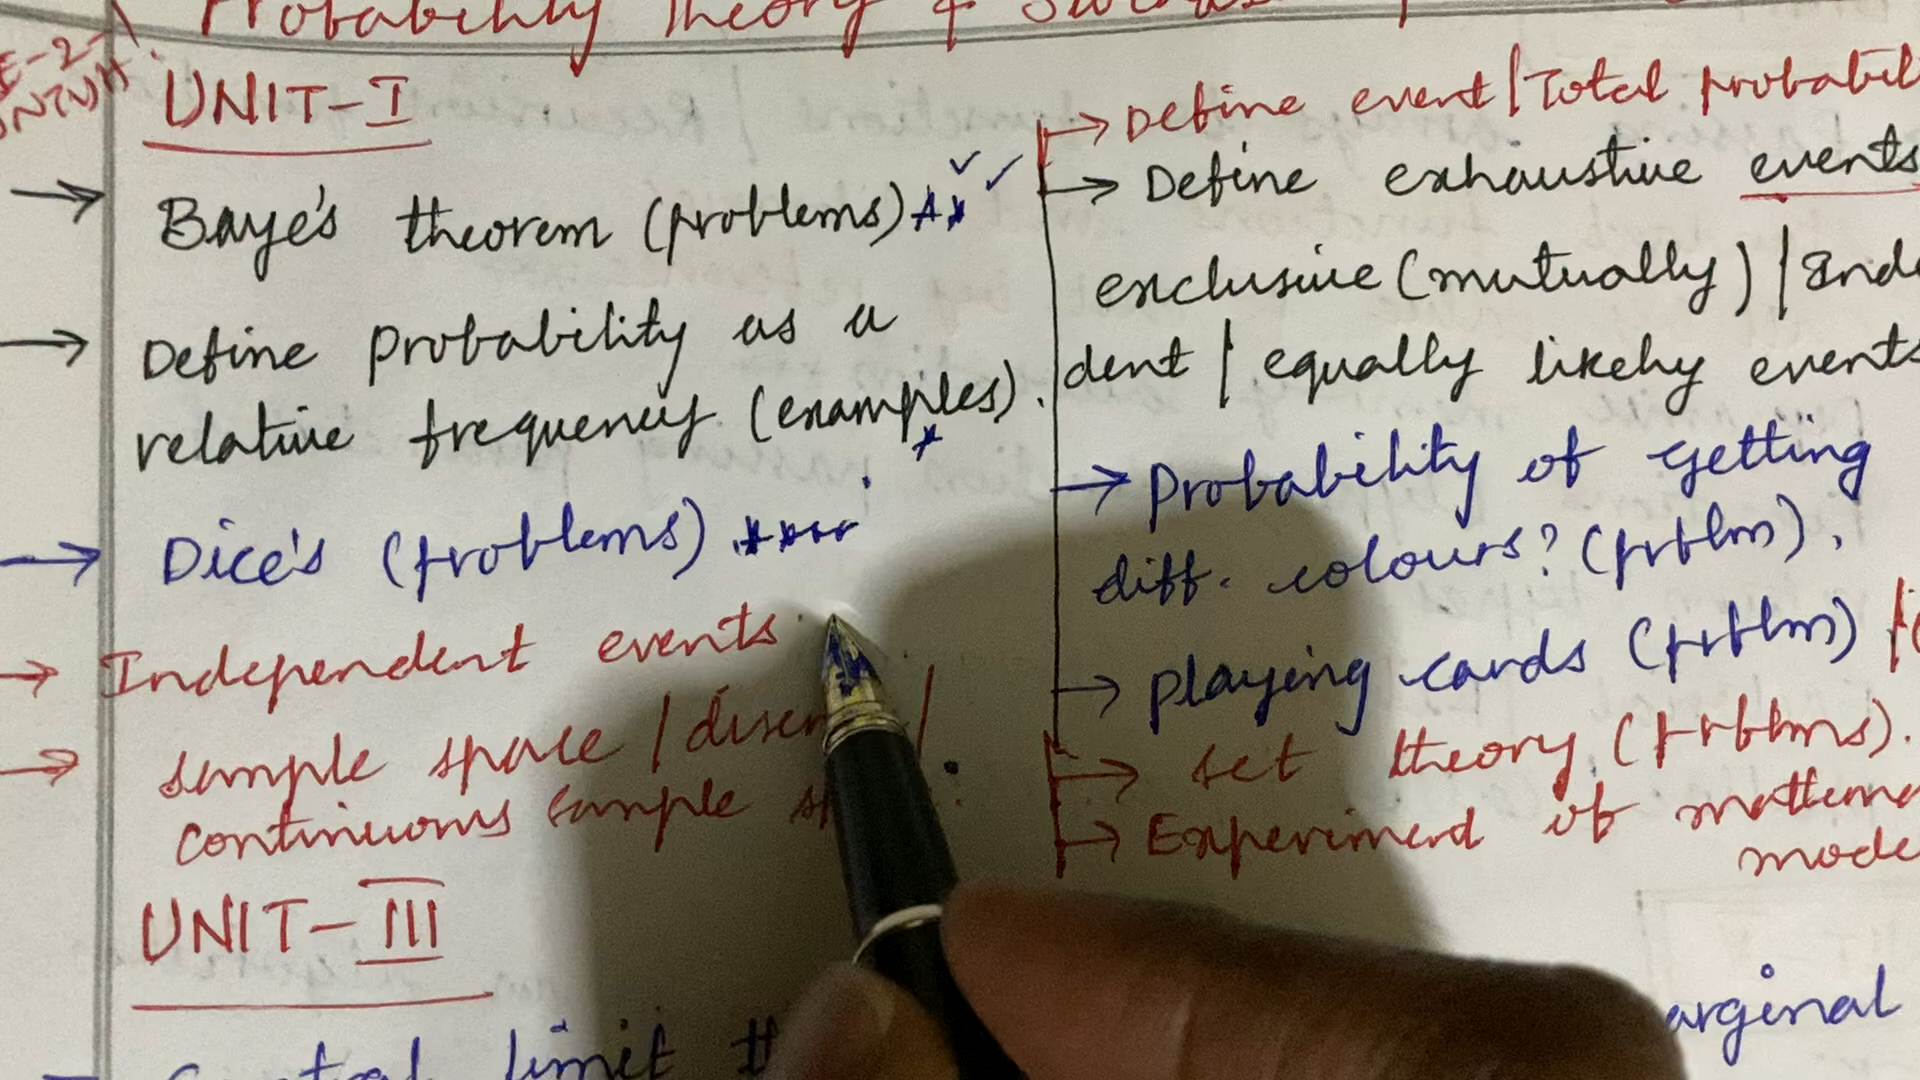 Probability Theory &
UNIT-I
→ Baye's theorem (problems)
→ Define Probability as a
relative frequency (examples).
→ Dice's (problems)
→ Independent events
→ Sample space /
continuous sample
→ Define event / Total
→ Define exhaustive events
exclusive (mutually) /
dent / equally likely events
→ Probability of getting
diff. colours? (prblm).
→ playing cards (prblm) /
→ set theory (prblms).
→ Experiment of
UNIT-III
limit